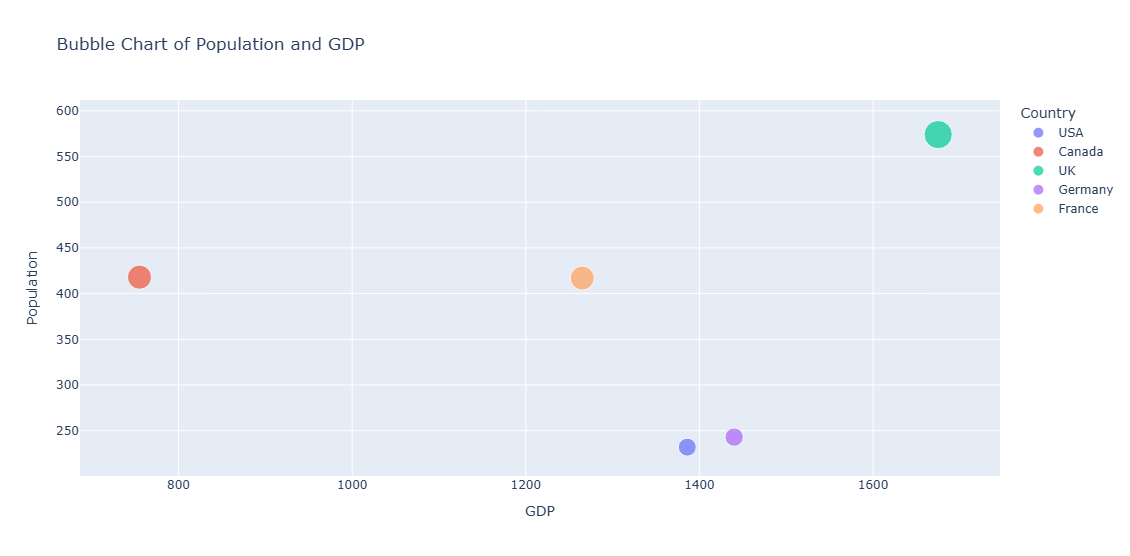 Bubble Chart of Population and GDP
Country
USA
Canada
UK
Germany
France
Population
600
550
500
450
400
350
300
250
800 1000 1200 1400 1600
GDP